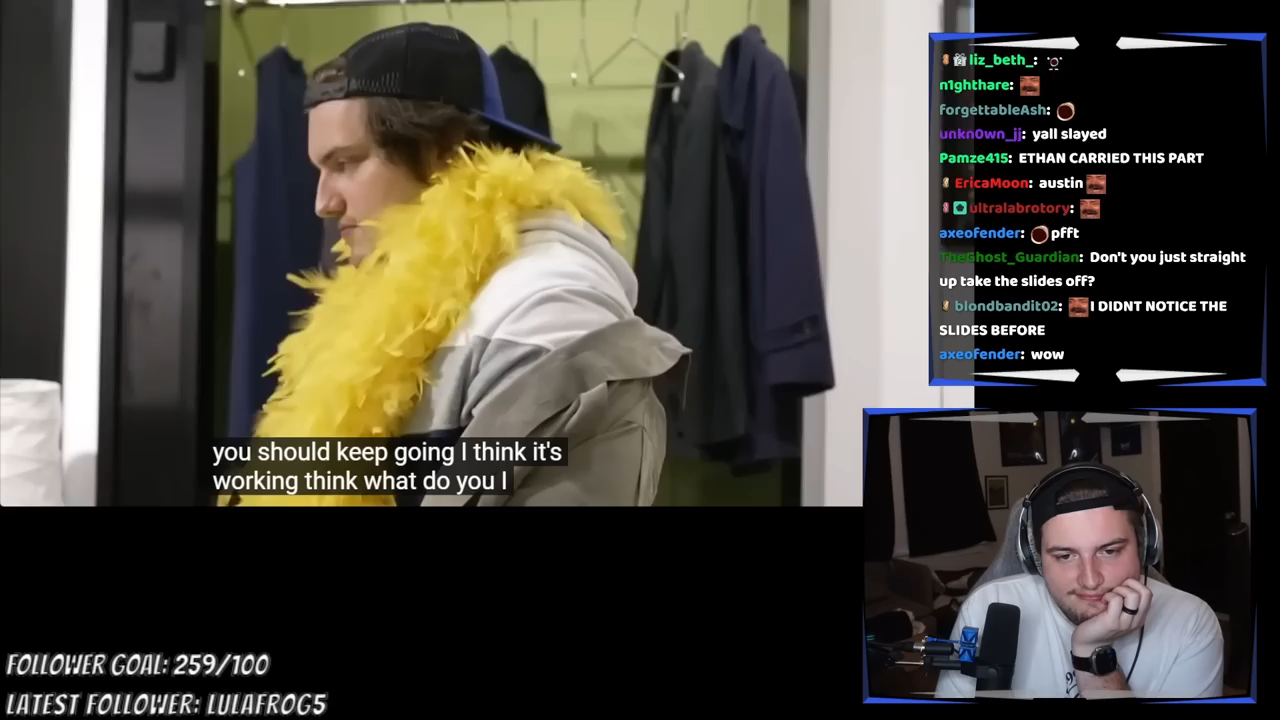 you should keep going I think it's
working think what do you I
liz_beth_:
n1ghthare:
forgettableAsh:
unkn0wn_jj: yall slayed
Pamze415: ETHAN CARRIED THIS PART
EricaMoon: austin
ultralabrotory:
axeofender: pfft
TheGhost_Guardian: Don't you just straight
up take the slides off?
blondbandit02: I DIDNT NOTICE THE
SLIDES BEFORE
axeofender: wow
FOLLOWER GOAL: 259/100
LATEST FOLLOWER: LULAFROG5